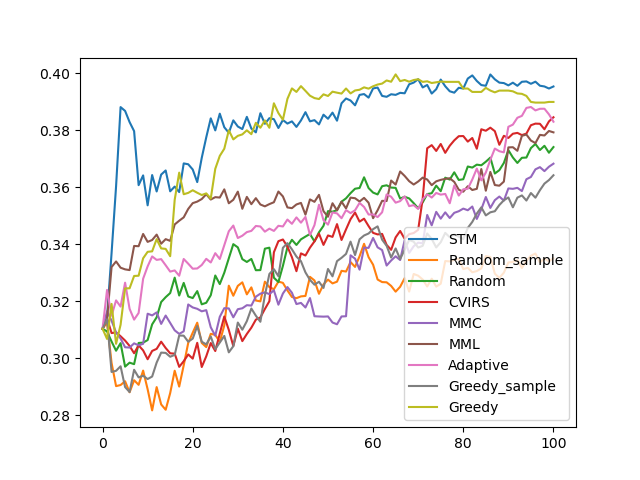 0.40
0.38
0.36
0.34
0.32
0.30
0.28
0
20
40
60
80
100
STM
Random_sample
Random
CVIRS
MMC
MML
Adaptive
Greedy_sample
Greedy